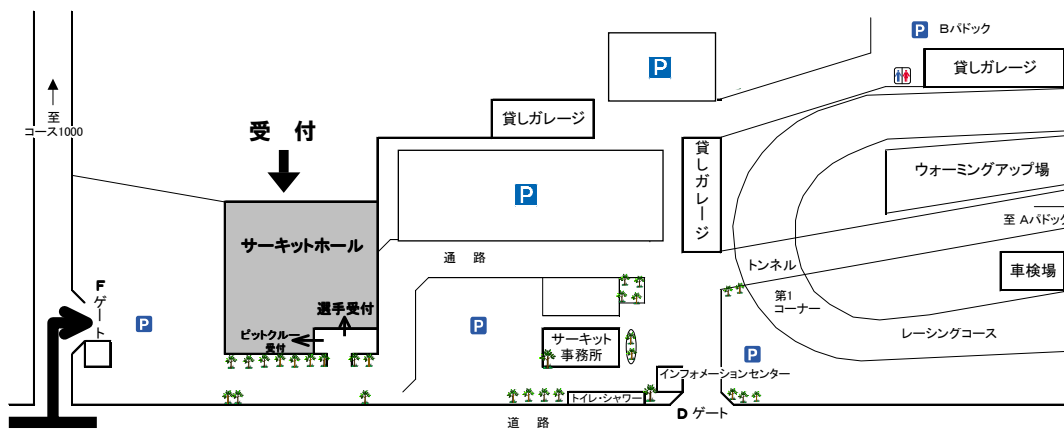 P Bパドック
貸しガレージ
P
貸しガレージ
至
コース1000
受 付
貸しガレージ
ウォーミングアップ場
P
至 Aパドック
サーキットホール
通 路
トンネル
車検場
Fゲート
第1
コーナー
選手受付
P
P
ピットクルー
受付
サーキット
事務所
レーシングコース
P
インフォメーションセンター
トイレ・シャワー
D ゲート
道 路